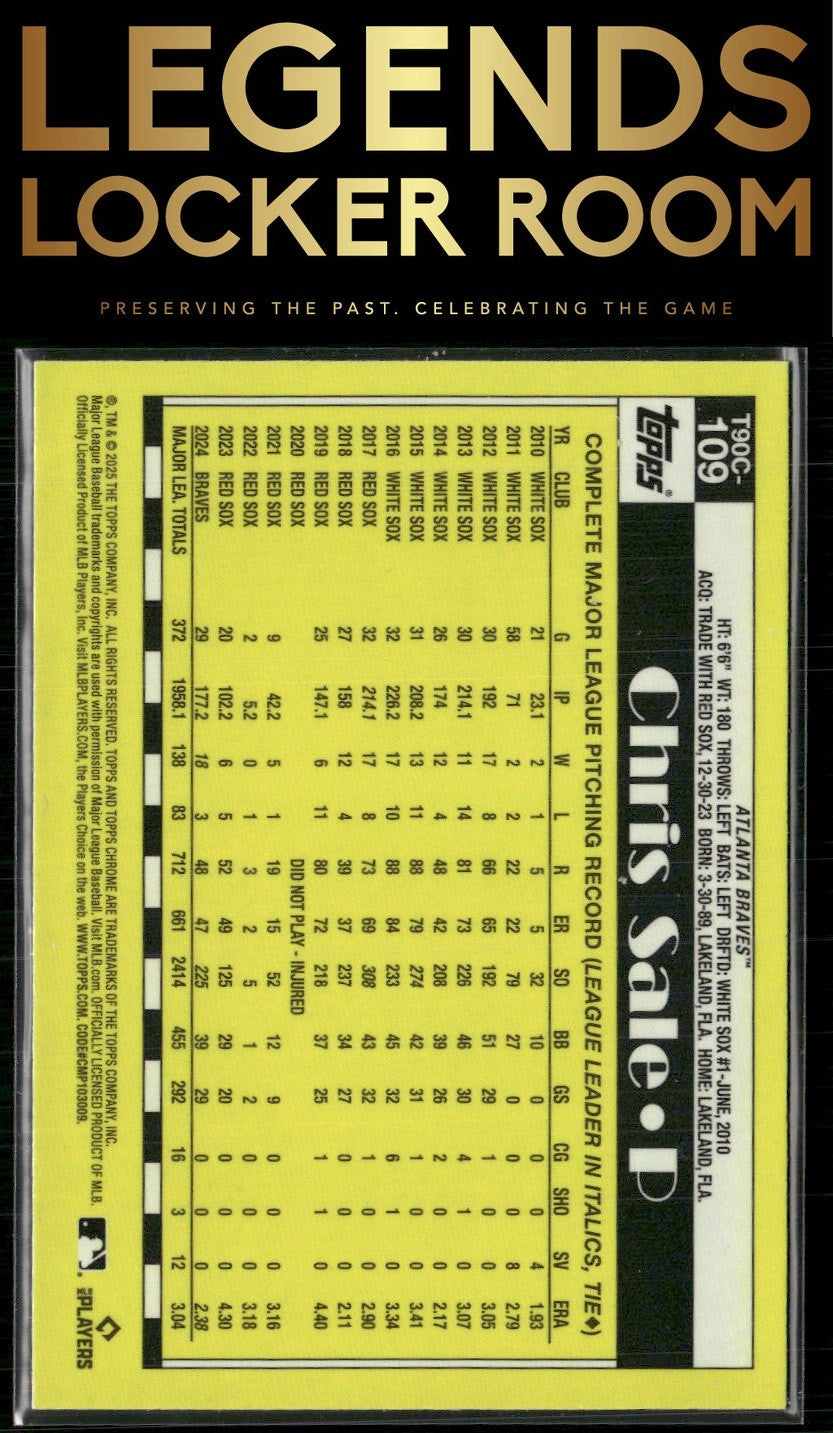 LEGENDS
LOCKER ROOM
PRESERVING THE PAST. CELEBRATING THE GAME
T90C-
109
topps®
ATLANTA BRAVES™
HT: 6'6" WT: 180 THROWS: LEFT BATS: LEFT DRFTD: WHITE SOX #1-JUNE, 2010
ACQ: TRADE WITH RED SOX, 12-30-23 BORN: 3-30-89, LAKELAND, FLA. HOME: LAKELAND, FLA.
Chris Sale • P
COMPLETE MAJOR LEAGUE PITCHING RECORD (LEAGUE LEADER IN ITALICS, TIE♦)
YR CLUB G IP W L R ER SO BB GS CG SHO SV ERA
2010 WHITE SOX 21 23.1 2 1 5 5 32 10 0 0 0 4 1.93
2011 WHITE SOX 58 71 2 2 22 22 79 27 0 0 0 8 2.79
2012 WHITE SOX 30 192 17 8 66 65 192 51 29 1 0 0 3.05
2013 WHITE SOX 30 214.1 11 14 81 73 226 46 30 4 1 0 3.07
2014 WHITE SOX 26 174 12 4 48 42 208 39 26 2 0 0 2.17
2015 WHITE SOX 31 208.2 13 11 88 79 274 42 31 1 0 0 3.41
2016 WHITE SOX 32 226.2 17 10 88 84 233 45 32 6 1 0 3.34
2017 RED SOX 32 214.1 17 8 73 69 308 43 32 1 0 0 2.90
2018 RED SOX 27 158 12 4 39 37 237 34 27 0 0 0 2.11
2019 RED SOX 25 147.1 6 11 80 72 218 37 25 1 1 0 4.40
2020 RED SOX DID NOT PLAY - INJURED
2021 RED SOX 9 42.2 5 1 19 15 52 12 9 0 0 0 3.16
2022 RED SOX 2 5.2 0 1 3 2 5 1 2 0 0 0 3.18
2023 RED SOX 20 102.2 6 5 52 49 125 29 20 0 0 0 4.30
2024 BRAVES 29 177.2 18 3 48 47 225 39 29 0 0 0 2.38
MAJOR LEA. TOTALS 372 1958.1 138 83 712 661 2414 455 292 16 3 12 3.04
®, TM & © 2025 THE TOPPS COMPANY, INC. ALL RIGHTS RESERVED. TOPPS AND TOPPS CHROME ARE TRADEMARKS OF THE TOPPS COMPANY, INC.
Major League Baseball trademarks and copyrights are used with permission of Major League Baseball. Visit MLB.com. OFFICIALLY LICENSED PRODUCT OF MLB
Officially Licensed Product of MLB Players, Inc. Visit MLBPLAYERS.COM, the Players Choice on the web. WWW.TOPPS.COM. CODE#CMP103009.
MLB PLAYERS